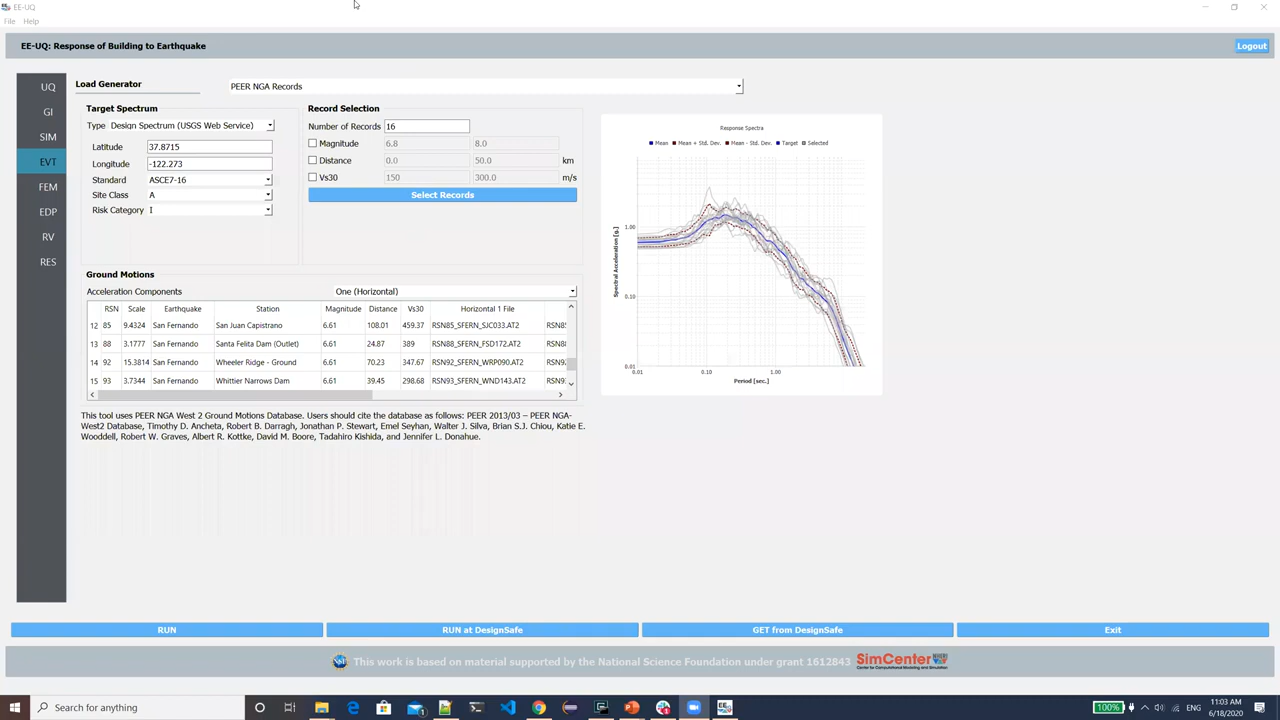 EE-UQ
File Help
EE-UQ: Response of Building to Earthquake
Logout
UQ
GI
SIM
EVT
FEM
EDP
RV
RES
Load Generator
PEER NGA Records
Target Spectrum
Type Design Spectrum (USGS Web Service)
Latitude 37.8715
Longitude -122.273
Standard ASCE7-16
Site Class A
Risk Category I
Record Selection
Number of Records 16
Magnitude 6.8 8.0
Distance 0.0 50.0 km
Vs30 150 300.0 m/s
Select Records
Response Spectra
Mean Mean + Std. Dev. Mean - Std. Dev. Target Selected
Spectral Acceleration [g.]
1.00
0.10
0.01
0.01 0.10 1.00
Period [sec.]
Ground Motions
Acceleration Components One (Horizontal)
RSN Scale Earthquake Station Magnitude Distance Vs30 Horizontal 1 File
12 85 9.4324 San Fernando San Juan Capistrano 6.61 108.01 459.37 RSN85_SFERN_SJC033.AT2 RSN85
13 88 3.1777 San Fernando Santa Felita Dam (Outlet) 6.61 24.87 389 RSN88_SFERN_FSD172.AT2 RSN88
14 92 15.3814 San Fernando Wheeler Ridge - Ground 6.61 70.23 347.67 RSN92_SFERN_WRP090.AT2 RSN92
15 93 3.7344 San Fernando Whittier Narrows Dam 6.61 39.45 298.68 RSN93_SFERN_WND143.AT2 RSN93
This tool uses PEER NGA West 2 Ground Motions Database. Users should cite the database as follows: PEER 2013/03 – PEER NGA-
West2 Database, Timothy D. Ancheta, Robert B. Darragh, Jonathan P. Stewart, Emel Seyhan, Walter J. Silva, Brian S.J. Chiou, Katie E.
Wooddell, Robert W. Graves, Albert R. Kottke, David M. Boore, Tadahiro Kishida, and Jennifer L. Donahue.
RUN
RUN at DesignSafe
GET from DesignSafe
Exit
This work is based on material supported by the National Science Foundation under grant 1612843
SimCenter
Center for Computational Modeling and Simulation
Search for anything
100%
11:03 AM
6/18/2020